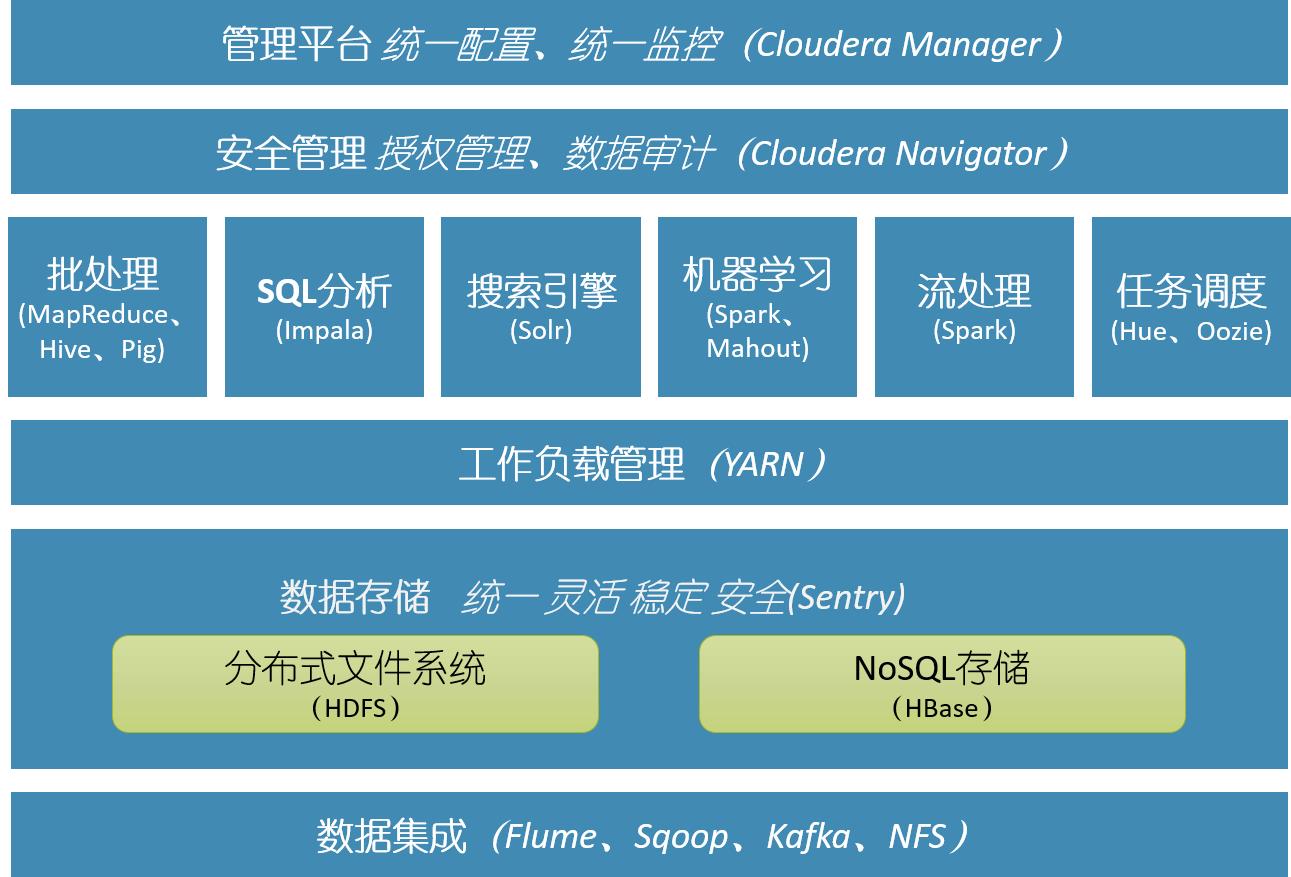 管理平台 统一配置、统一监控（Cloudera Manager）
安全管理 授权管理、数据审计（Cloudera Navigator）
批处理
(MapReduce、
Hive、Pig)
SQL分析
(Impala)
搜索引擎
(Solr)
机器学习
(Spark、
Mahout)
流处理
(Spark)
任务调度
(Hue、Oozie)
工作负载管理（YARN）
数据存储 统一 灵活 稳定 安全(Sentry)
分布式文件系统
（HDFS）
NoSQL存储
（HBase）
数据集成（Flume、Sqoop、Kafka、NFS）